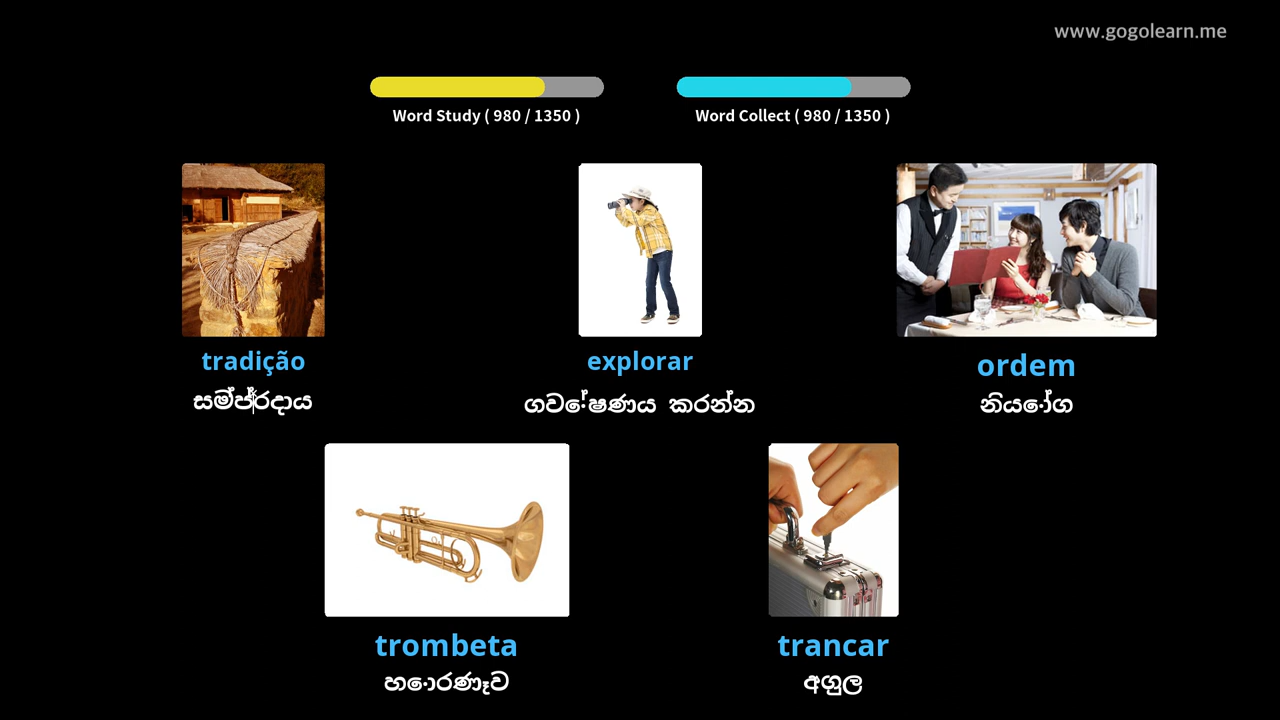 www.gogolearn.me
Word Study ( 980 / 1350 )
Word Collect ( 980 / 1350 )
tradição
explorar
ordem
සම්ප්‍රදාය
ගවේෂණය කරන්න
නියෝග
trombeta
trancar
හොරණෑව
අගුල